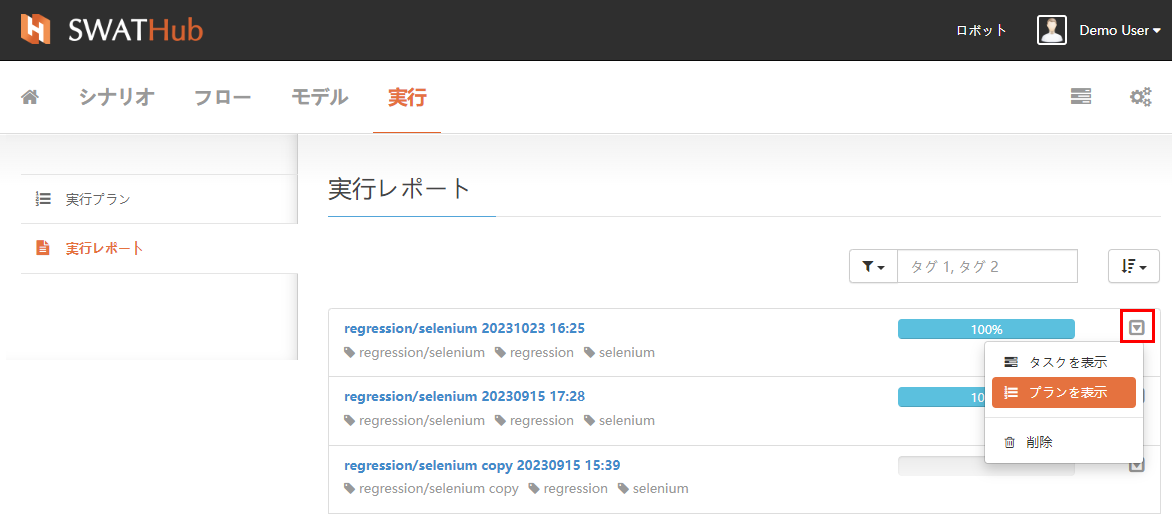 SWATHub
ロボット
Demo User
シナリオ
フロー
モデル
実行
実行プラン
実行レポート
実行レポート
タグ 1, タグ 2
regression/selenium 20231023 16:25
100%
regression/selenium regression selenium
タスクを表示
プランを表示
削除
regression/selenium 20230915 17:28
10
regression/selenium regression selenium
regression/selenium copy 20230915 15:39
regression/selenium copy regression selenium